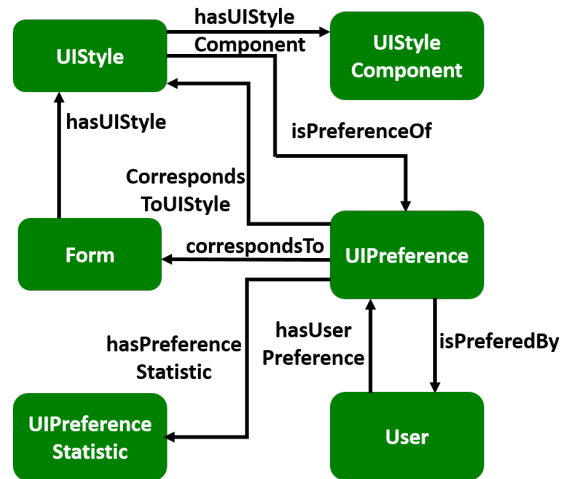 hasUIStyle
Component
UIStyle
UIStyle
Component
hasUIStyle
isPreferenceOf
Corresponds
ToUIStyle
Form
correspondsTo
UIPreference
hasPreference
Statistic
hasUser
Preference
isPreferedBy
UIPreference
Statistic
User